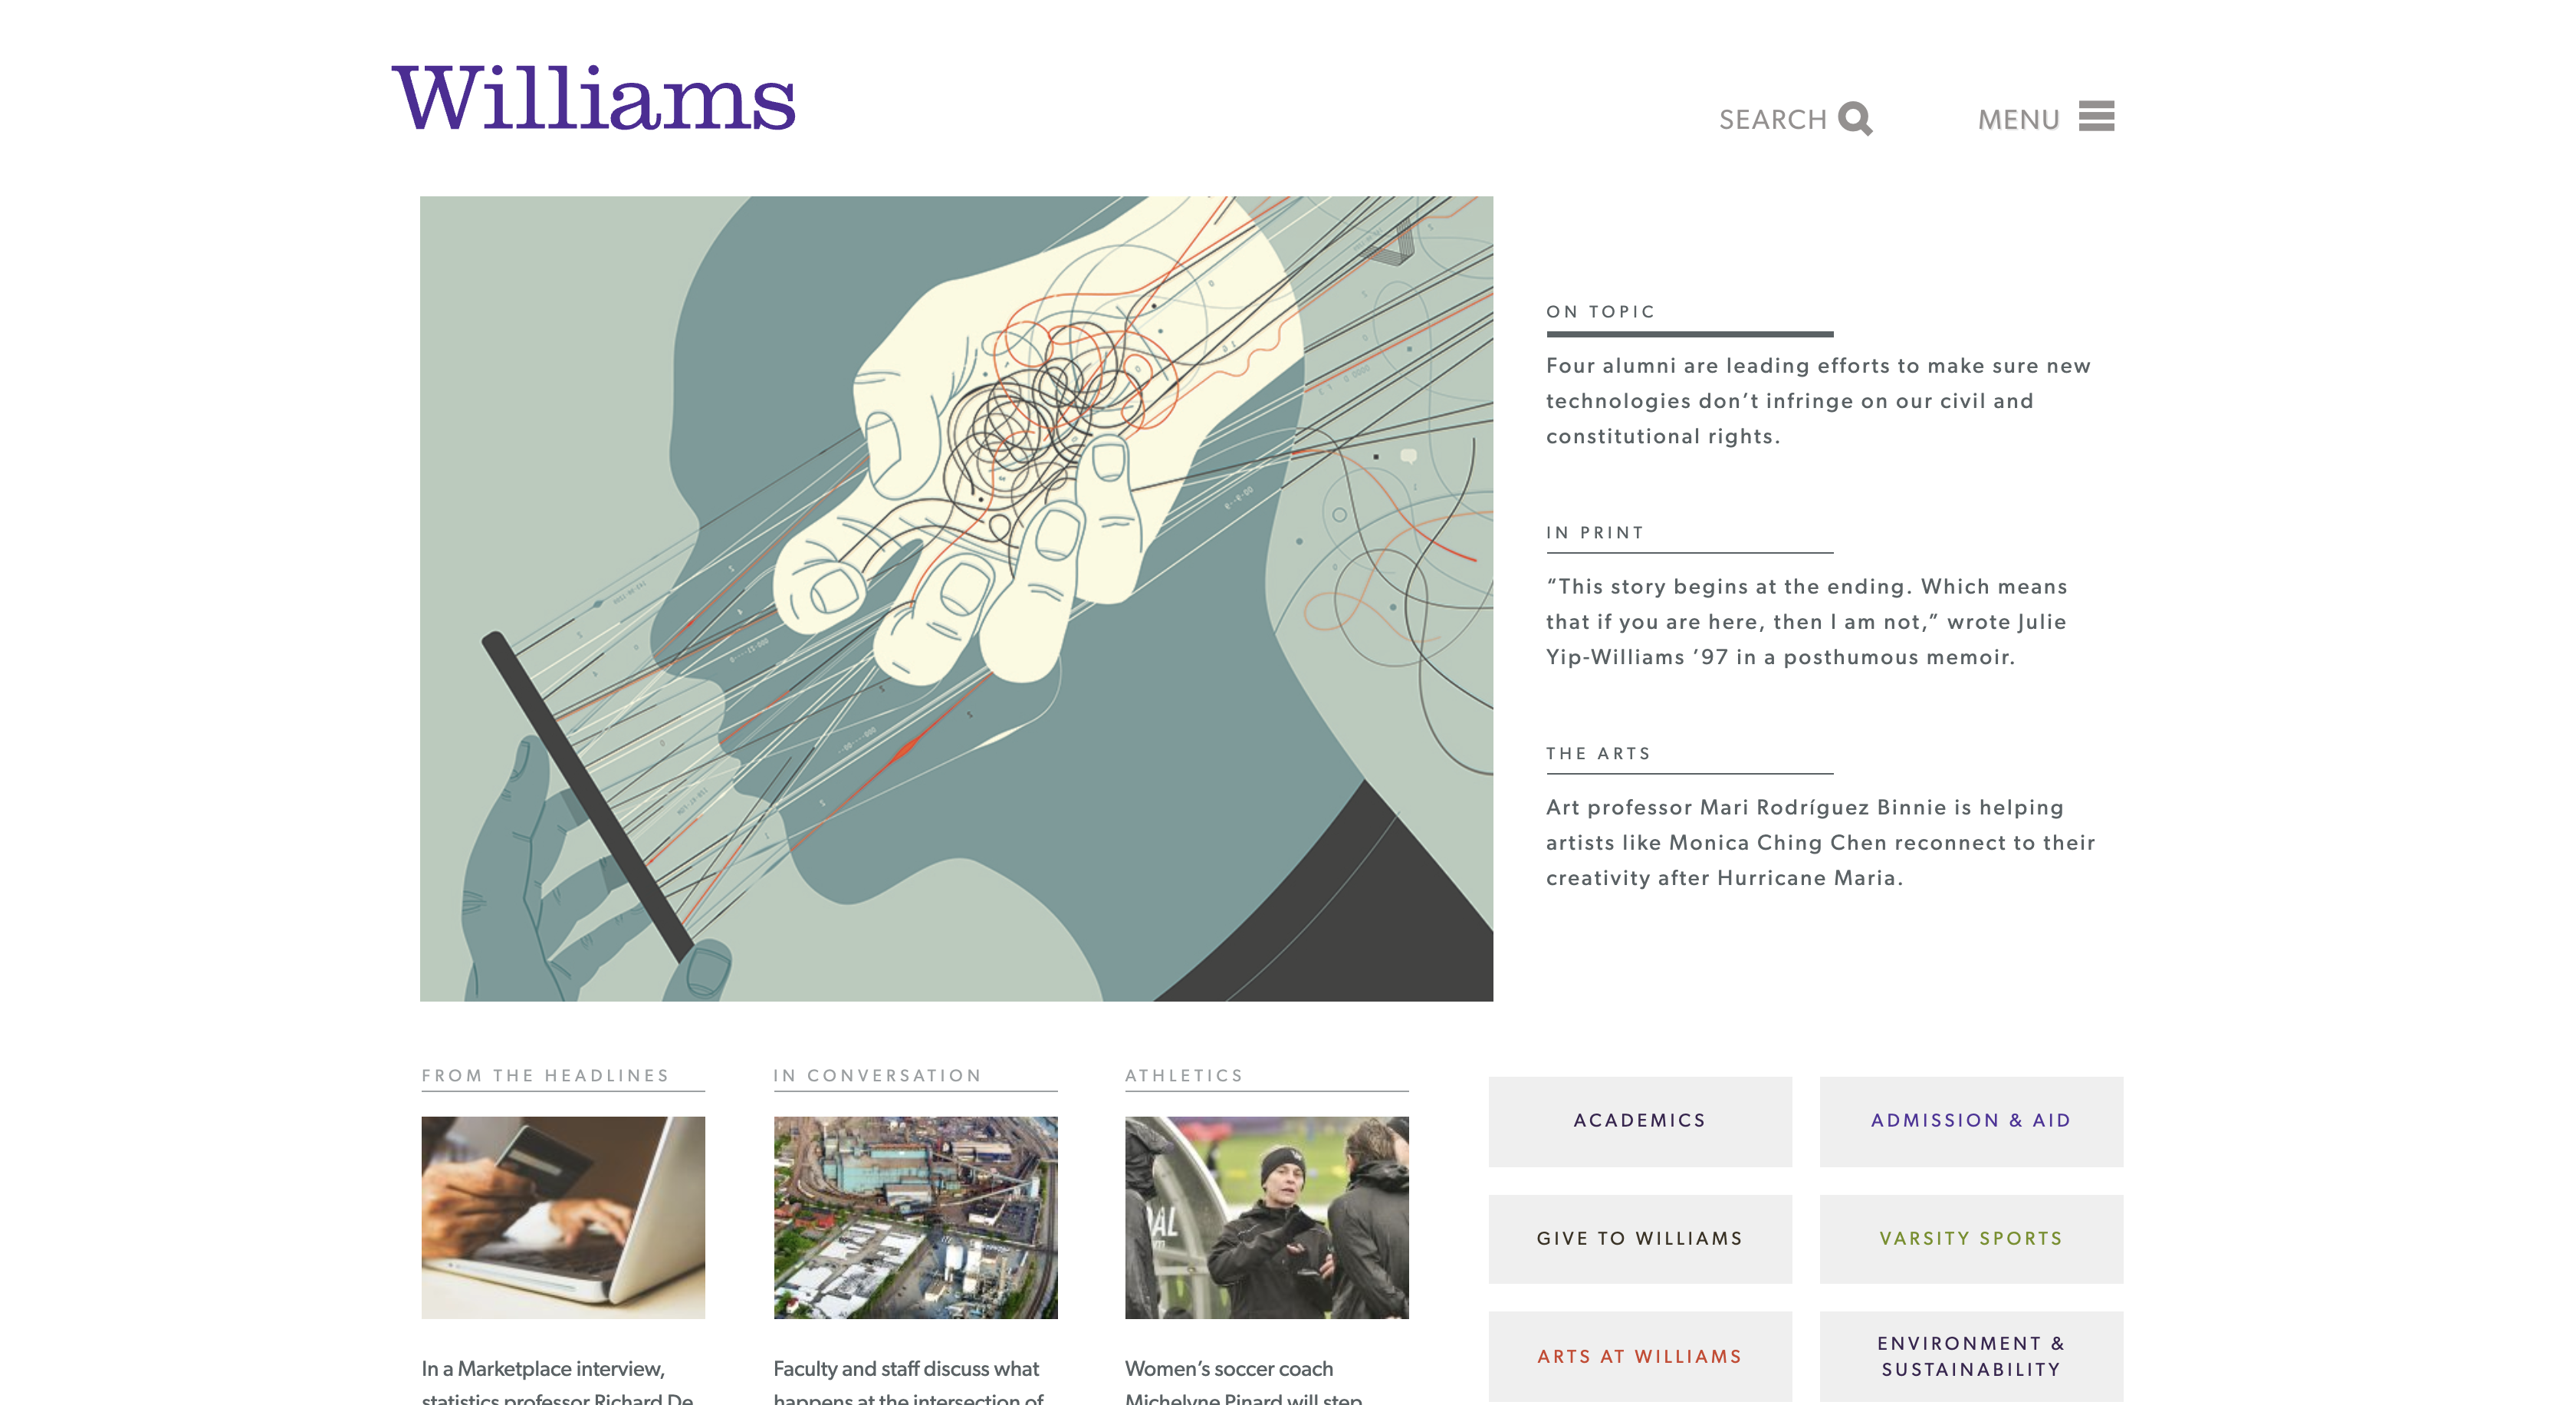 Williams
SEARCH
MENU
ON TOPIC
Four alumni are leading efforts to make sure new
technologies don’t infringe on our civil and
constitutional rights.
IN PRINT
“This story begins at the ending. Which means
that if you are here, then I am not,” wrote Julie
Yip-Williams ’97 in a posthumous memoir.
THE ARTS
Art professor Mari Rodríguez Binnie is helping
artists like Monica Ching Chen reconnect to their
creativity after Hurricane Maria.
FROM THE HEADLINES
In a Marketplace interview,
statistics professor Richard De
IN CONVERSATION
Faculty and staff discuss what
happens at the intersection of
ATHLETICS
Women’s soccer coach
Michelyne Pinard will step
ACADEMICS
ADMISSION & AID
GIVE TO WILLIAMS
VARSITY SPORTS
ARTS AT WILLIAMS
ENVIRONMENT &
SUSTAINABILITY